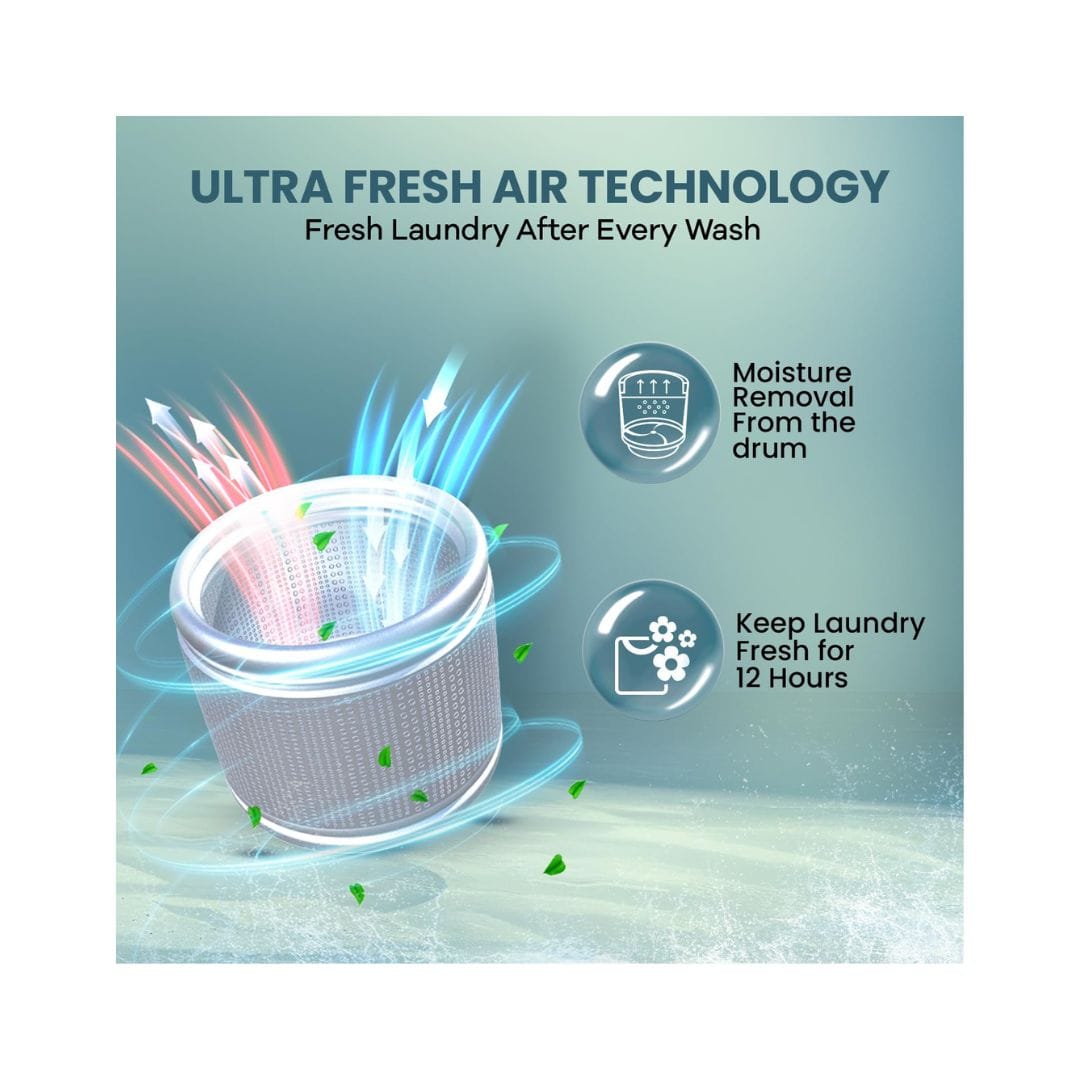 ULTRA FRESH AIR TECHNOLOGY
Fresh Laundry After Every Wash
Moisture
Removal
From the
drum
Keep Laundry
Fresh for
12 Hours